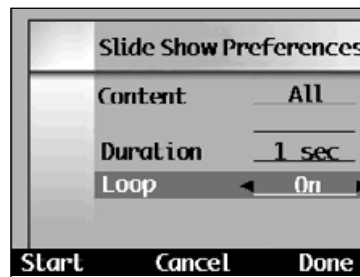 Slide Show Preferences
Content All
Duration 1 sec
Loop On
Start Cancel Done